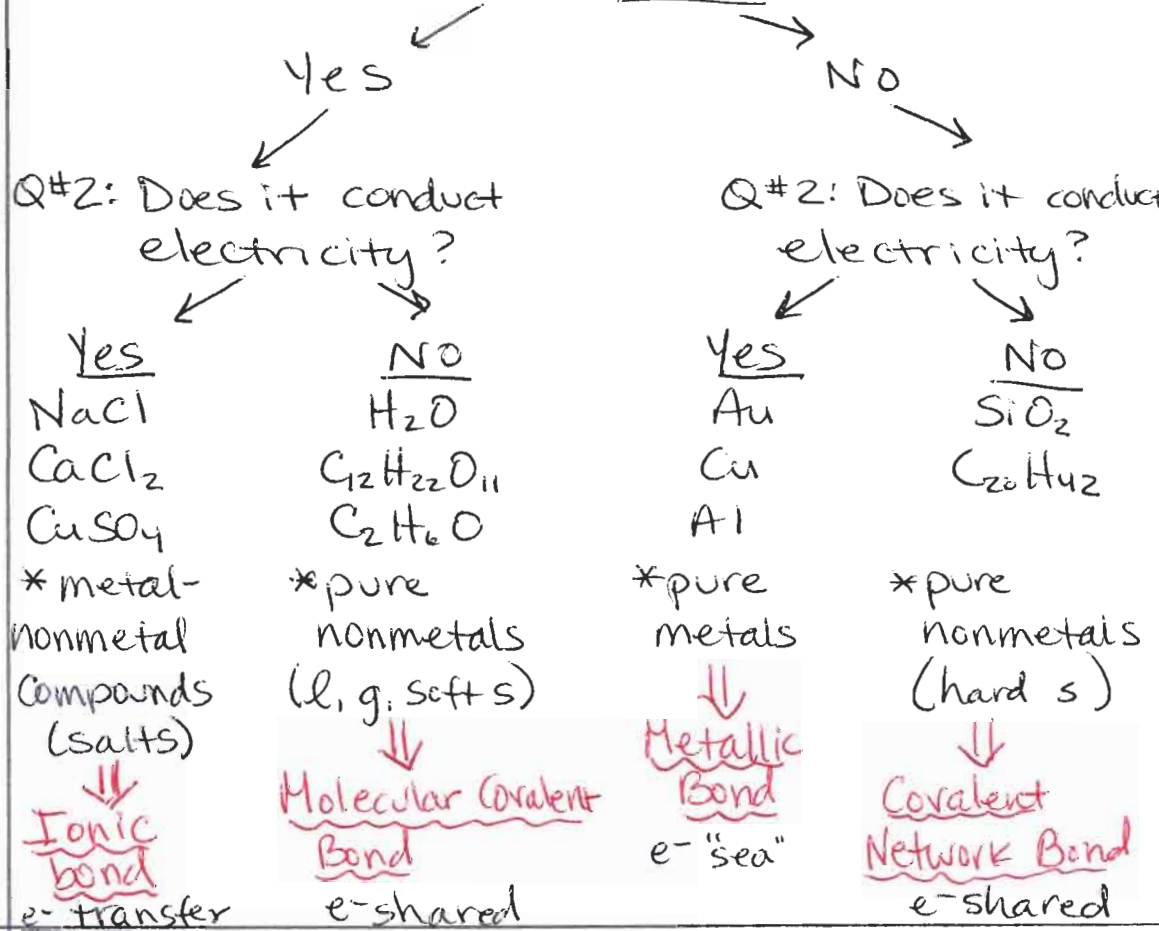 Yes
No
Q#2: Does it conduct
electricity?
Q#2: Does it conduct
electricity?
Yes
NaCl
CaCl₂
CuSO₄
*metal-
nonmetal
compounds
(salts)
Ionic
bond
e- transfer
NO
H₂O
C₁₂H₂₂O₁₁
C₂H₆O
*pure
nonmetals
(l, g, soft s)
Molecular Covalent
Bond
e-shared
Yes
Au
Cu
Al
*pure
metals
Metallic
Bond
e- "sea"
NO
SiO₂
C₂₀H₄₂
*pure
nonmetals
(hard s)
Covalent
Network Bond
e-shared